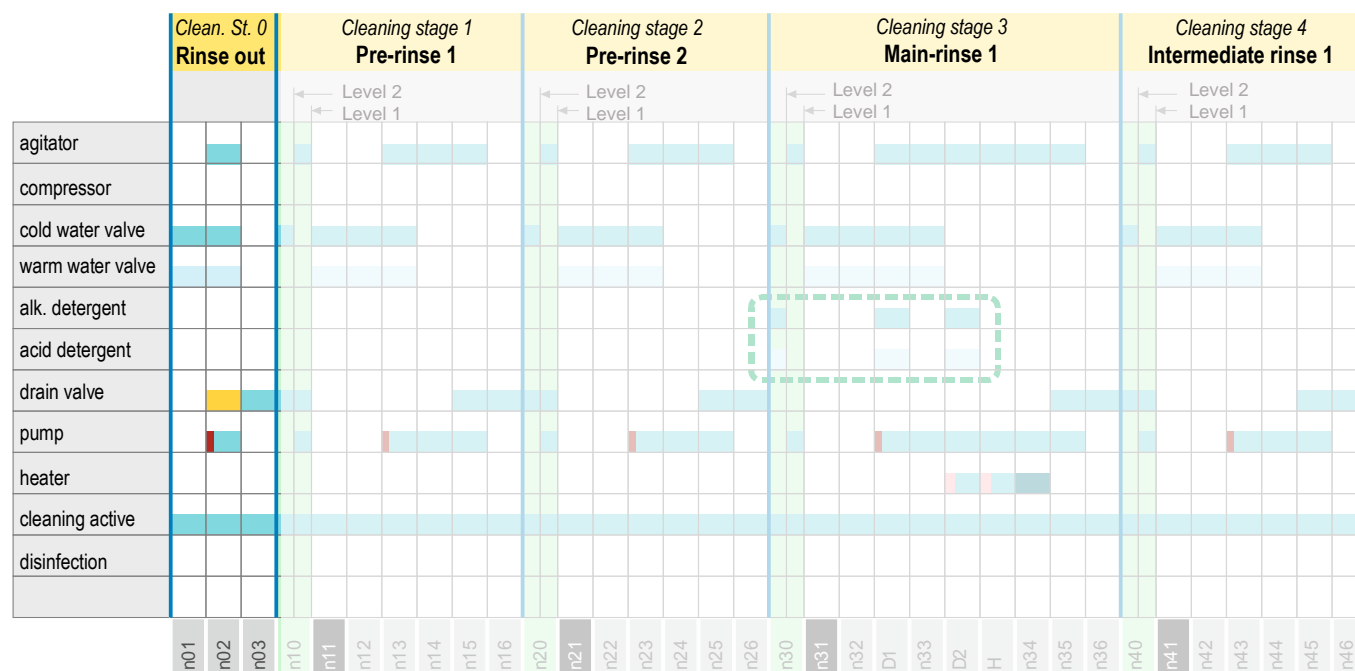 Clean. St. 0
Rinse out
Cleaning stage 1
Pre-rinse 1
Cleaning stage 2
Pre-rinse 2
Cleaning stage 3
Main-rinse 1
Cleaning stage 4
Intermediate rinse 1
Level 2
Level 1
Level 2
Level 1
Level 2
Level 1
Level 2
Level 1
agitator
compressor
cold water valve
warm water valve
alk. detergent
acid detergent
drain valve
pump
heater
cleaning active
disinfection
n01
n02
n03
n10
n11
n12
n13
n14
n15
n16
n20
n21
n22
n23
n24
n25
n26
n30
n31
n32
D1
n33
D2
H
n34
n35
n36
n40
n41
n42
n43
n44
n45
n46